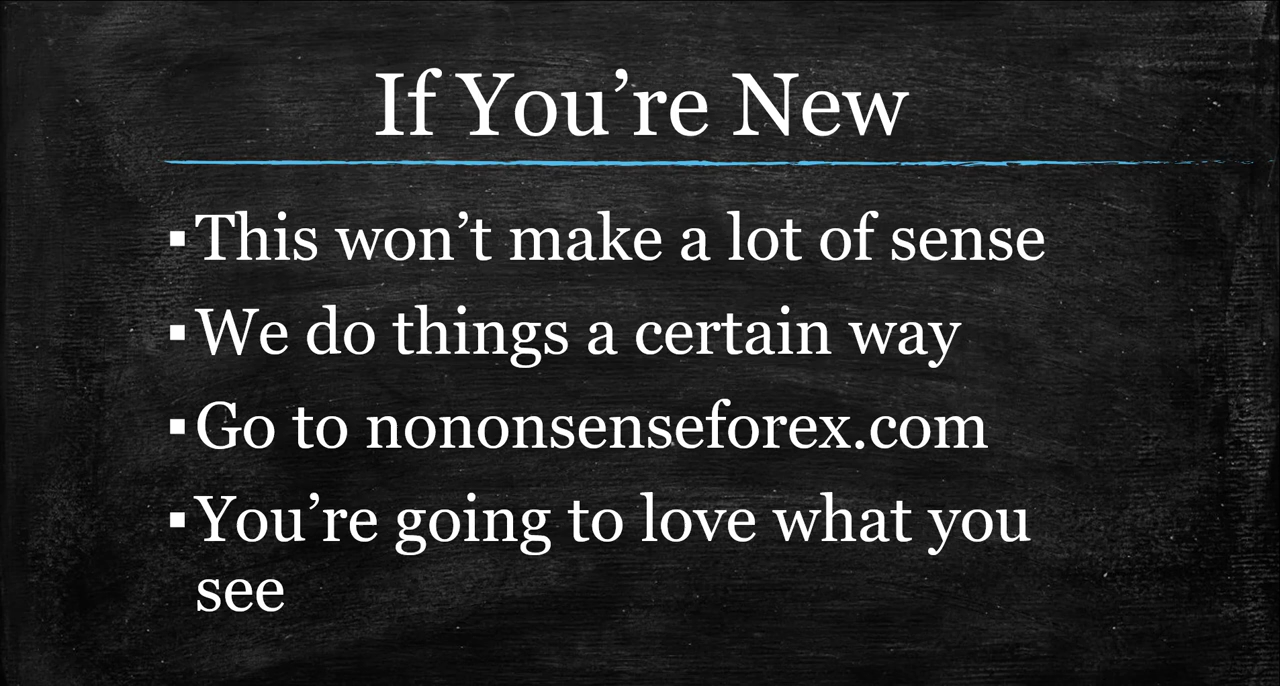 If You’re New
▪This won’t make a lot of sense
▪We do things a certain way
▪Go to nononsenseforex.com
▪You’re going to love what you
see